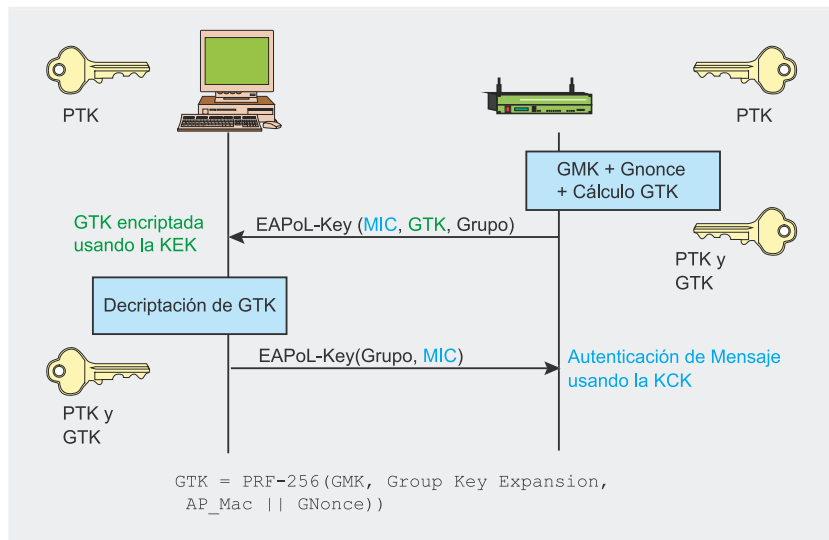 PTK
PTK
GMK + Gnonce
+ Cálculo GTK
GTK encriptada
usando la KEK
EAPoL-Key (MIC, GTK, Grupo)
PTK y
GTK
Decriptación de GTK
EAPoL-Key(Grupo, MIC)
Autenticación de Mensaje
usando la KCK
PTK y
GTK
GTK = PRF-256(GMK, Group Key Expansion,
AP_Mac || GNonce))